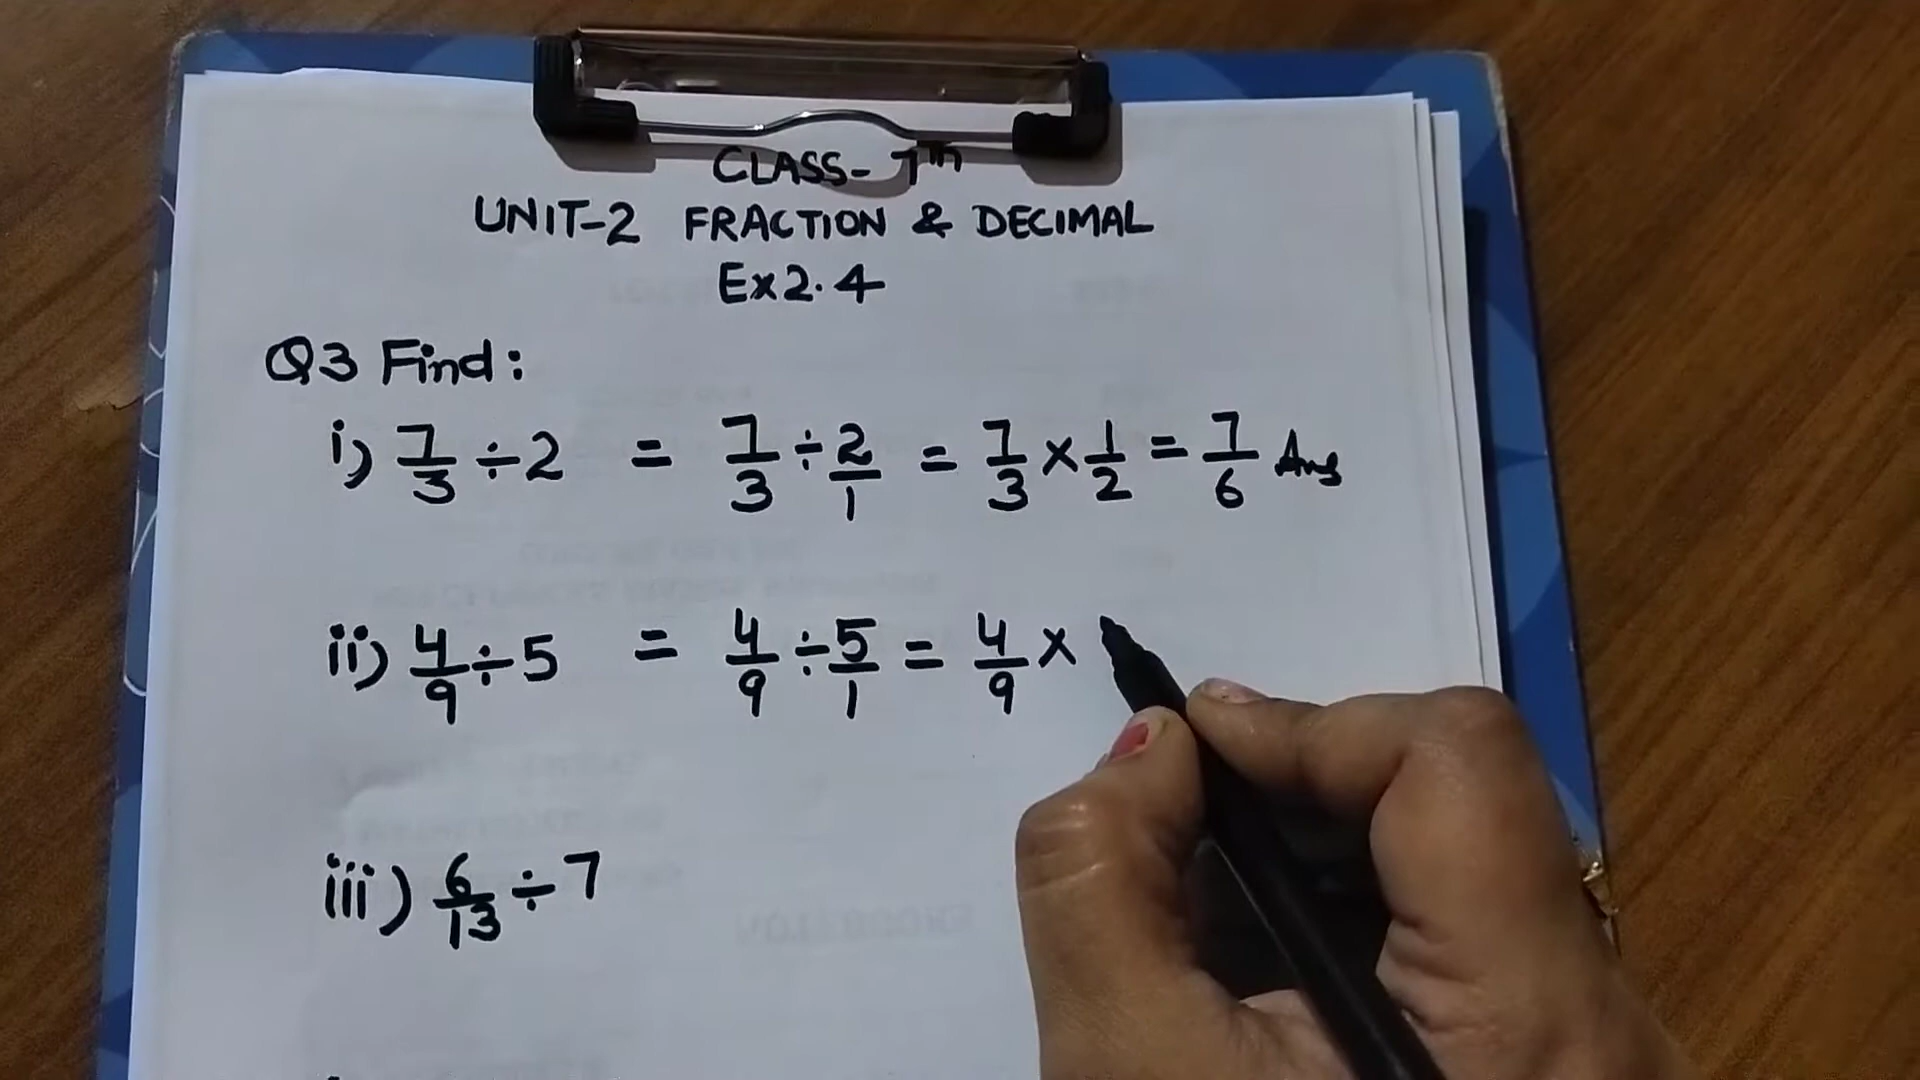 CLASS- 7th
UNIT-2 FRACTION & DECIMAL
Ex2.4
Q3 Find:
i) 7/3 ÷ 2 = 7/3 ÷ 2/1 = 7/3 × 1/2 = 7/6 Ans
ii) 4/9 ÷ 5 = 4/9 ÷ 5/1 = 4/9 ×
iii) 6/13 ÷ 7